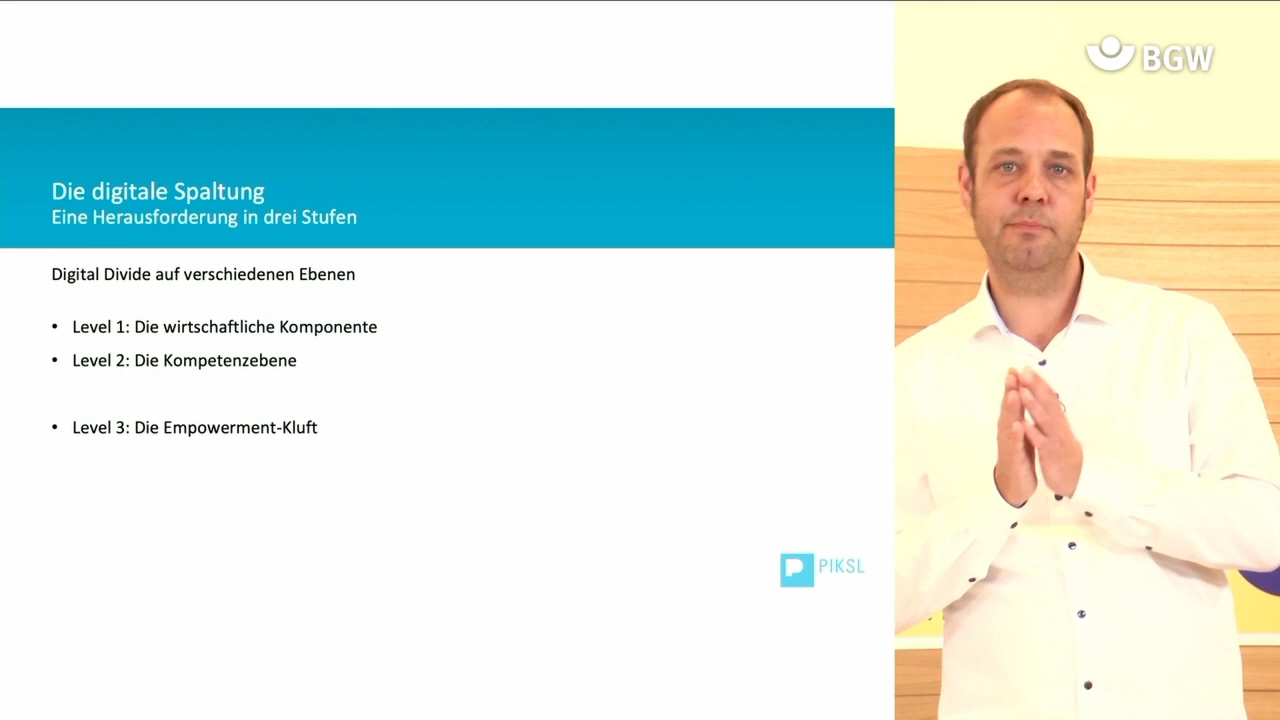 BGW
Die digitale Spaltung
Eine Herausforderung in drei Stufen
Digital Divide auf verschiedenen Ebenen
• Level 1: Die wirtschaftliche Komponente
• Level 2: Die Kompetenzebene
• Level 3: Die Empowerment-Kluft
PIKSL